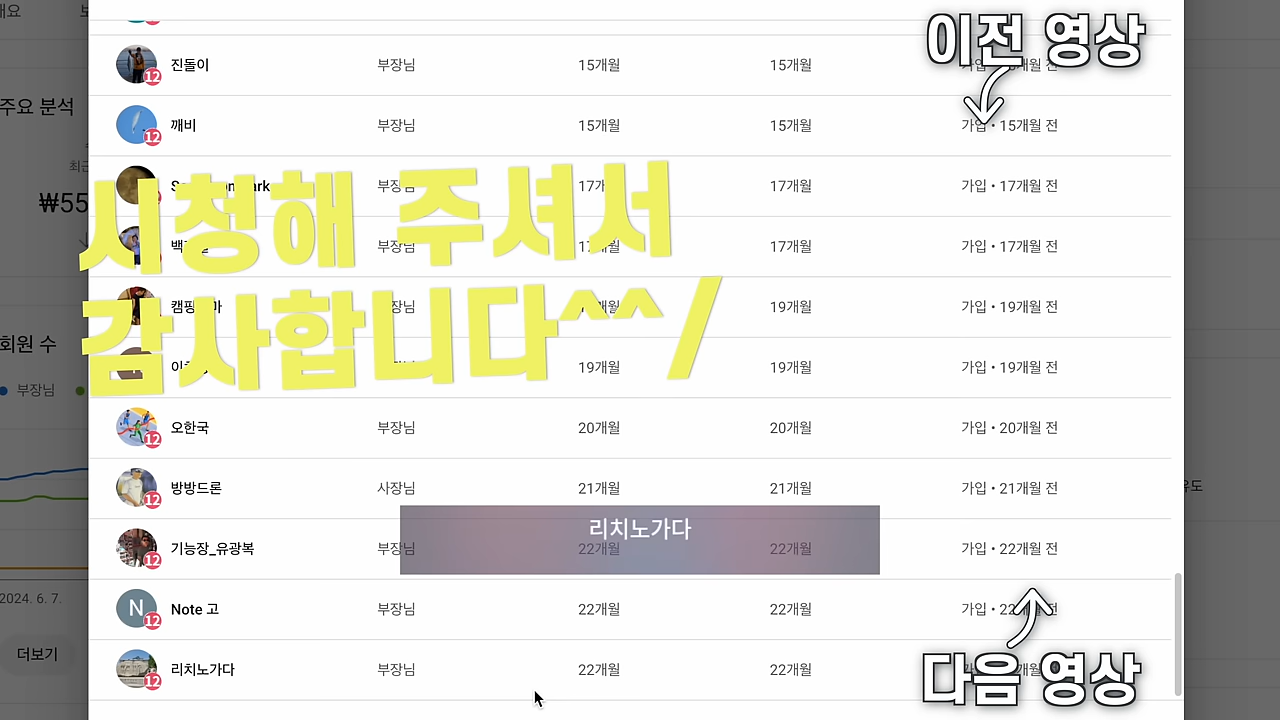 이전 영상
진돌이 부장님 15개월 15개월
깨비 부장님 15개월 15개월 가입 • 15개월 전
부장님 17개월 가입 • 17개월 전
17개월 가입 • 17개월 전
19개월 가입 • 19개월 전
19개월 19개월 가입 • 19개월 전
오한국 부장님 20개월 20개월 가입 • 20개월 전
방방드론 사장님 21개월 21개월 가입 • 21개월 전
기능장_유광복 부장님 22개월 22개월 가입 • 22개월 전
N Note 고 부장님 22개월 22개월
리치노가다 부장님 22개월 22개월
12
12
12
12
12
12
12
시청해 주셔서
감사합니다^^/
리치노가다
다음 영상
주요 분석
₩55
회원 수
부장님
2024. 6. 7.
더보기